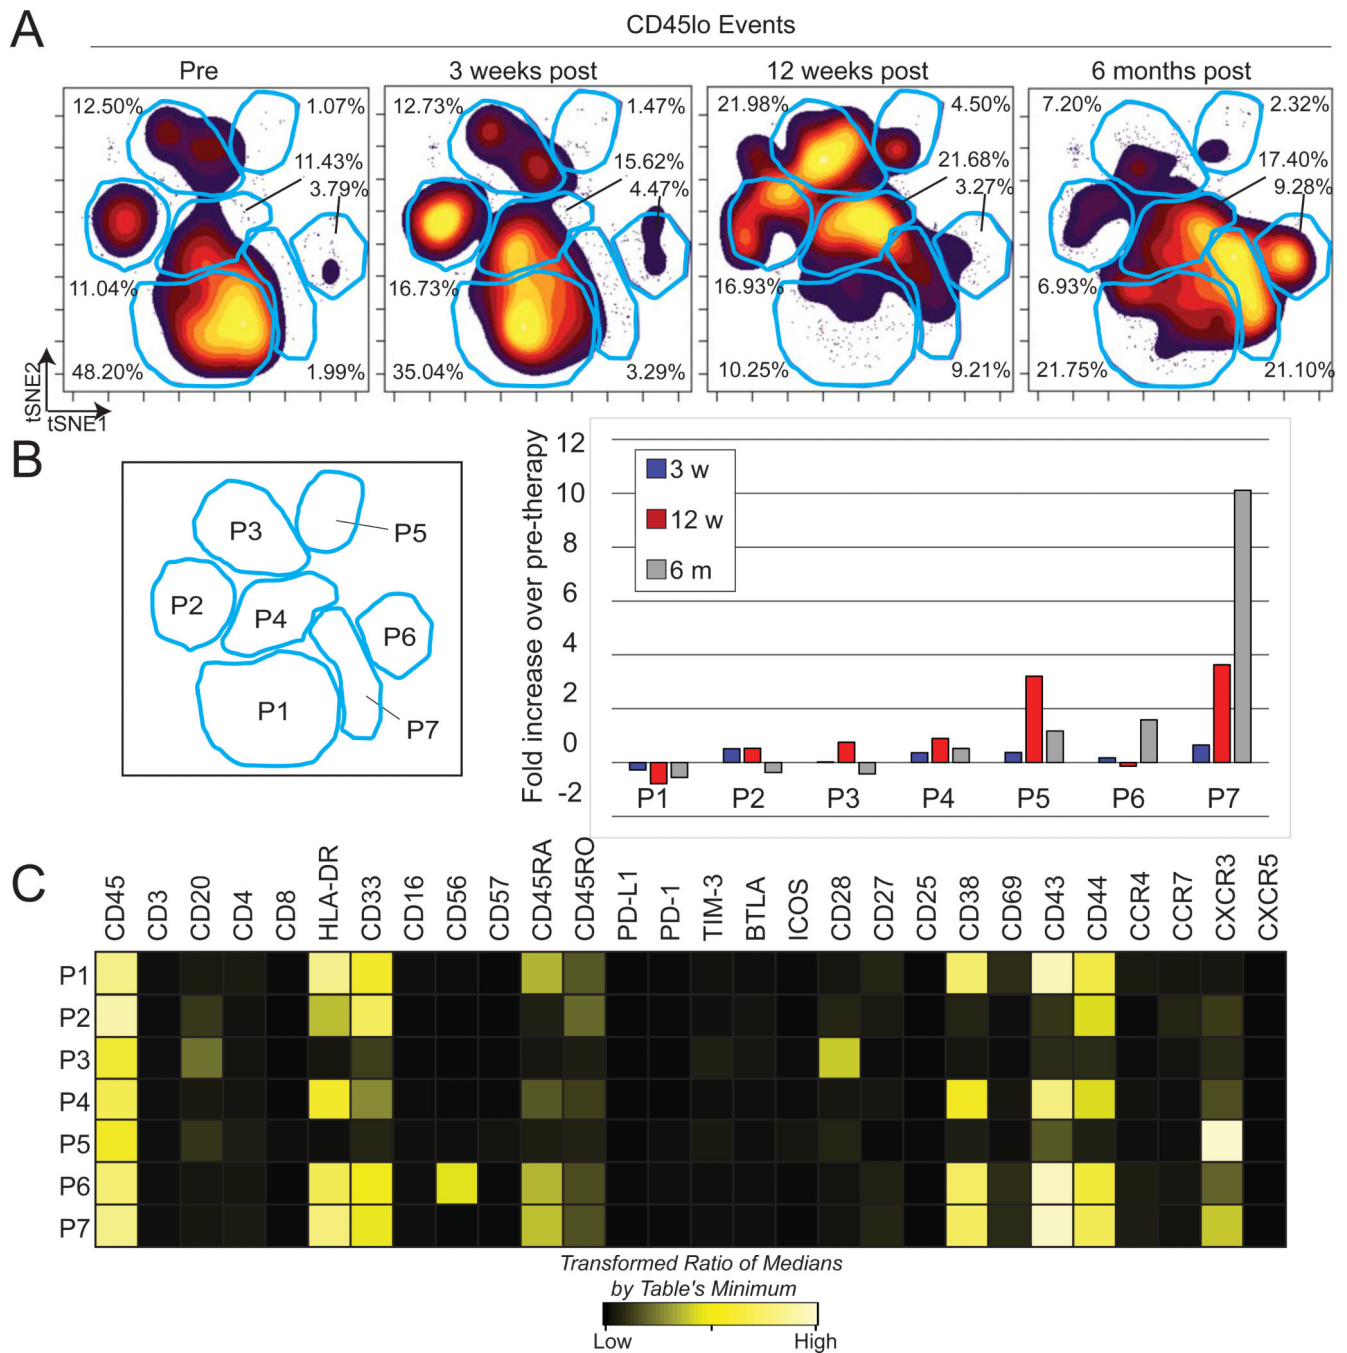 A
CD45lo Events
Pre
3 weeks post
12 weeks post
6 months post
12.50%
1.07%
11.43%
3.79%
11.04%
48.20%
1.99%
12.73%
1.47%
15.62%
4.47%
16.73%
35.04%
3.29%
21.98%
4.50%
21.68%
3.27%
16.93%
10.25%
9.21%
7.20%
2.32%
17.40%
9.28%
6.93%
21.75%
21.10%
tSNE2
tSNE1
B
P3
P5
P2
P4
P6
P1
P7
Fold increase over pre-therapy
12
10
8
6
4
2
0
-2
3 w
12 w
6 m
P1 P2 P3 P4 P5 P6 P7
C
CD45 CD3 CD20 CD4 CD8 HLA-DR CD33 CD16 CD56 CD57 CD45RA CD45RO PD-L1 PD-1 TIM-3 BTLA ICOS CD28 CD27 CD25 CD38 CD69 CD43 CD44 CCR4 CCR7 CXCR3 CXCR5
P1
P2
P3
P4
P5
P6
P7
Transformed Ratio of Medians
by Table's Minimum
Low High